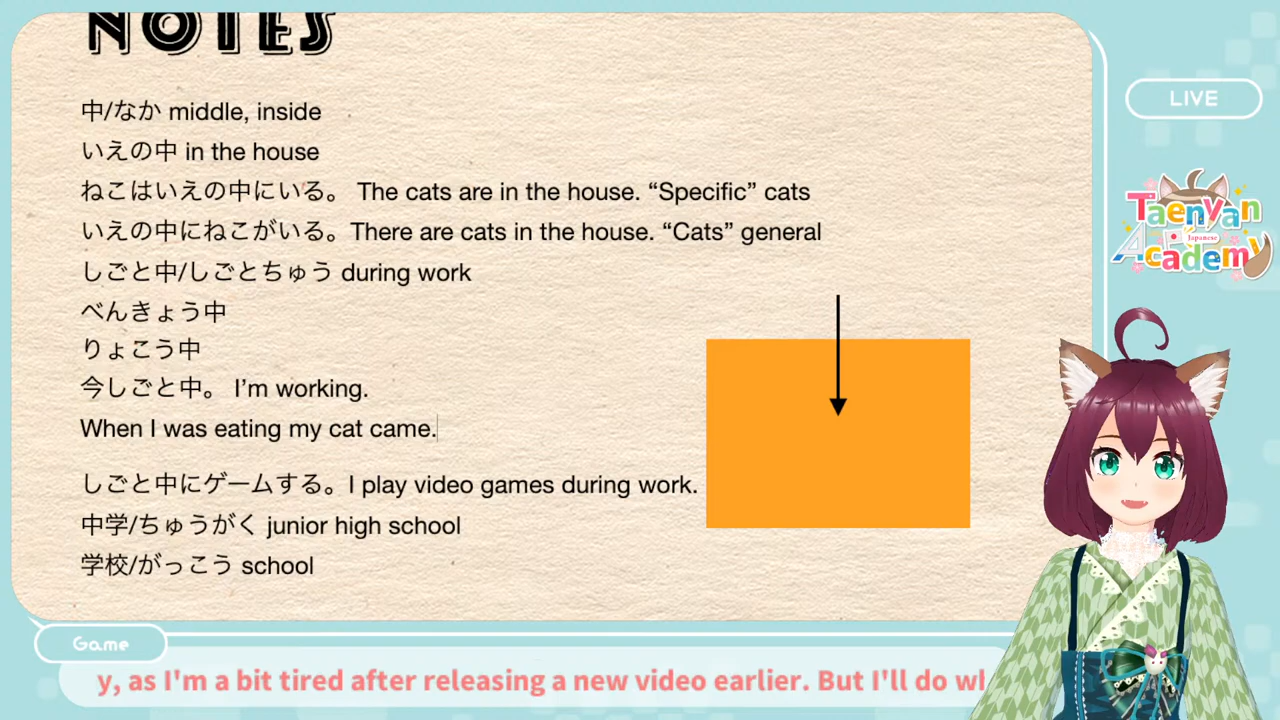 NOTES
中/なか middle, inside
いえの中 in the house
ねこはいえの中にいる。 The cats are in the house. “Specific” cats
いえの中にねこがいる。There are cats in the house. “Cats” general
しごと中/しごとちゅう during work
べんきょう中
りょこう中
今しごと中。 I’m working.
When I was eating my cat came.
しごと中にゲームする。I play video games during work.
中学/ちゅうがく junior high school
学校/がっこう school
LIVE
Taenyan
Japanese
Academy
Game
y, as I'm a bit tired after releasing a new video earlier. But I'll do wl